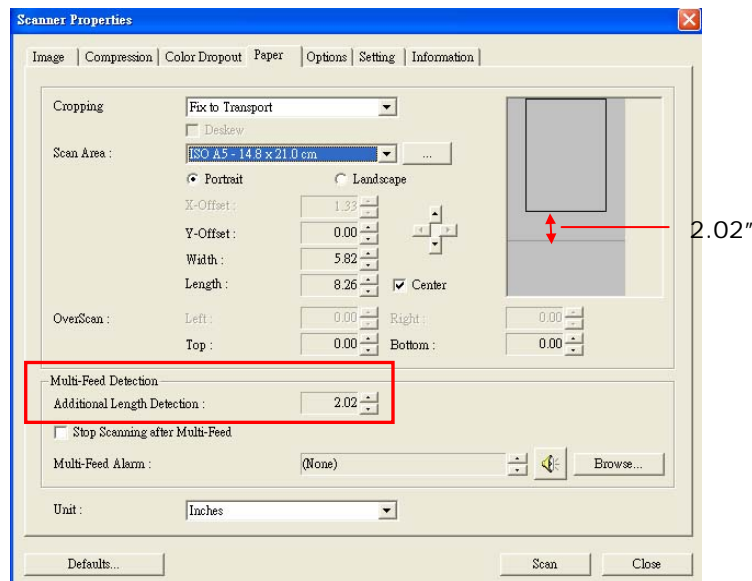 Scanner Properties
Image Compression Color Dropout Paper Options Setting Information
Cropping Fix to Transport
Deskew
Scan Area : ISO A5 - 14.8 x 21.0 cm ...
Portrait Landscape
X-Offset : 1.33
Y-Offset : 0.00
Width : 5.82
Length : 8.26 Center
2.02"
OverScan : Left : 0.00 Right : 0.00
Top : 0.00 Bottom : 0.00
Multi-Feed Detection
Additional Length Detection : 2.02
Stop Scanning after Multi-Feed
Multi-Feed Alarm : (None) Browse...
Unit : Inches
Defaults... Scan Close